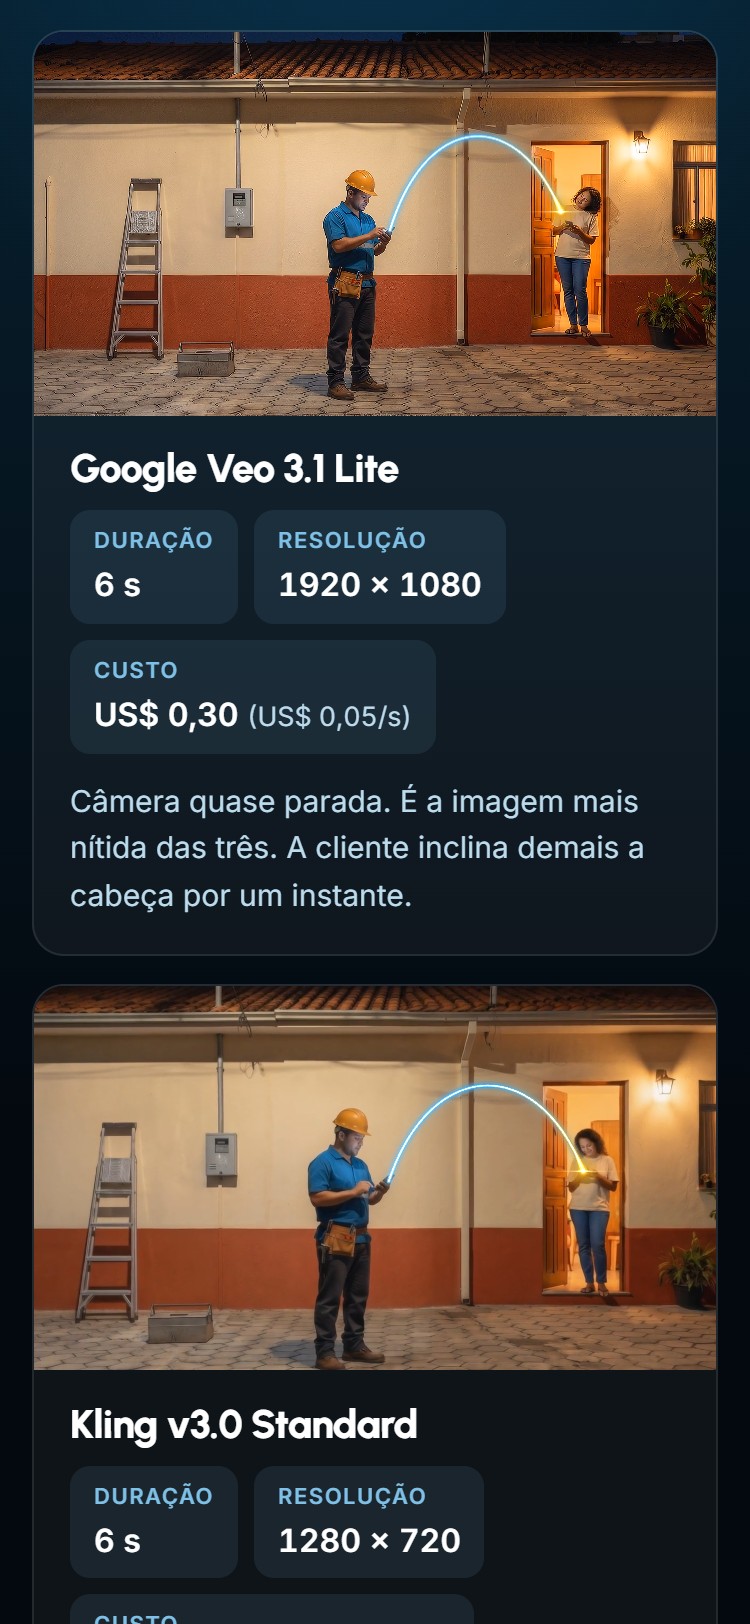 Google Veo 3.1 Lite
DURAÇÃO
6 s
RESOLUÇÃO
1920 × 1080
CUSTO
US$ 0,30 (US$ 0,05/s)
Câmera quase parada. É a imagem mais
nítida das três. A cliente inclina demais a
cabeça por um instante.
Kling v3.0 Standard
DURAÇÃO
6 s
RESOLUÇÃO
1280 × 720
CUSTO